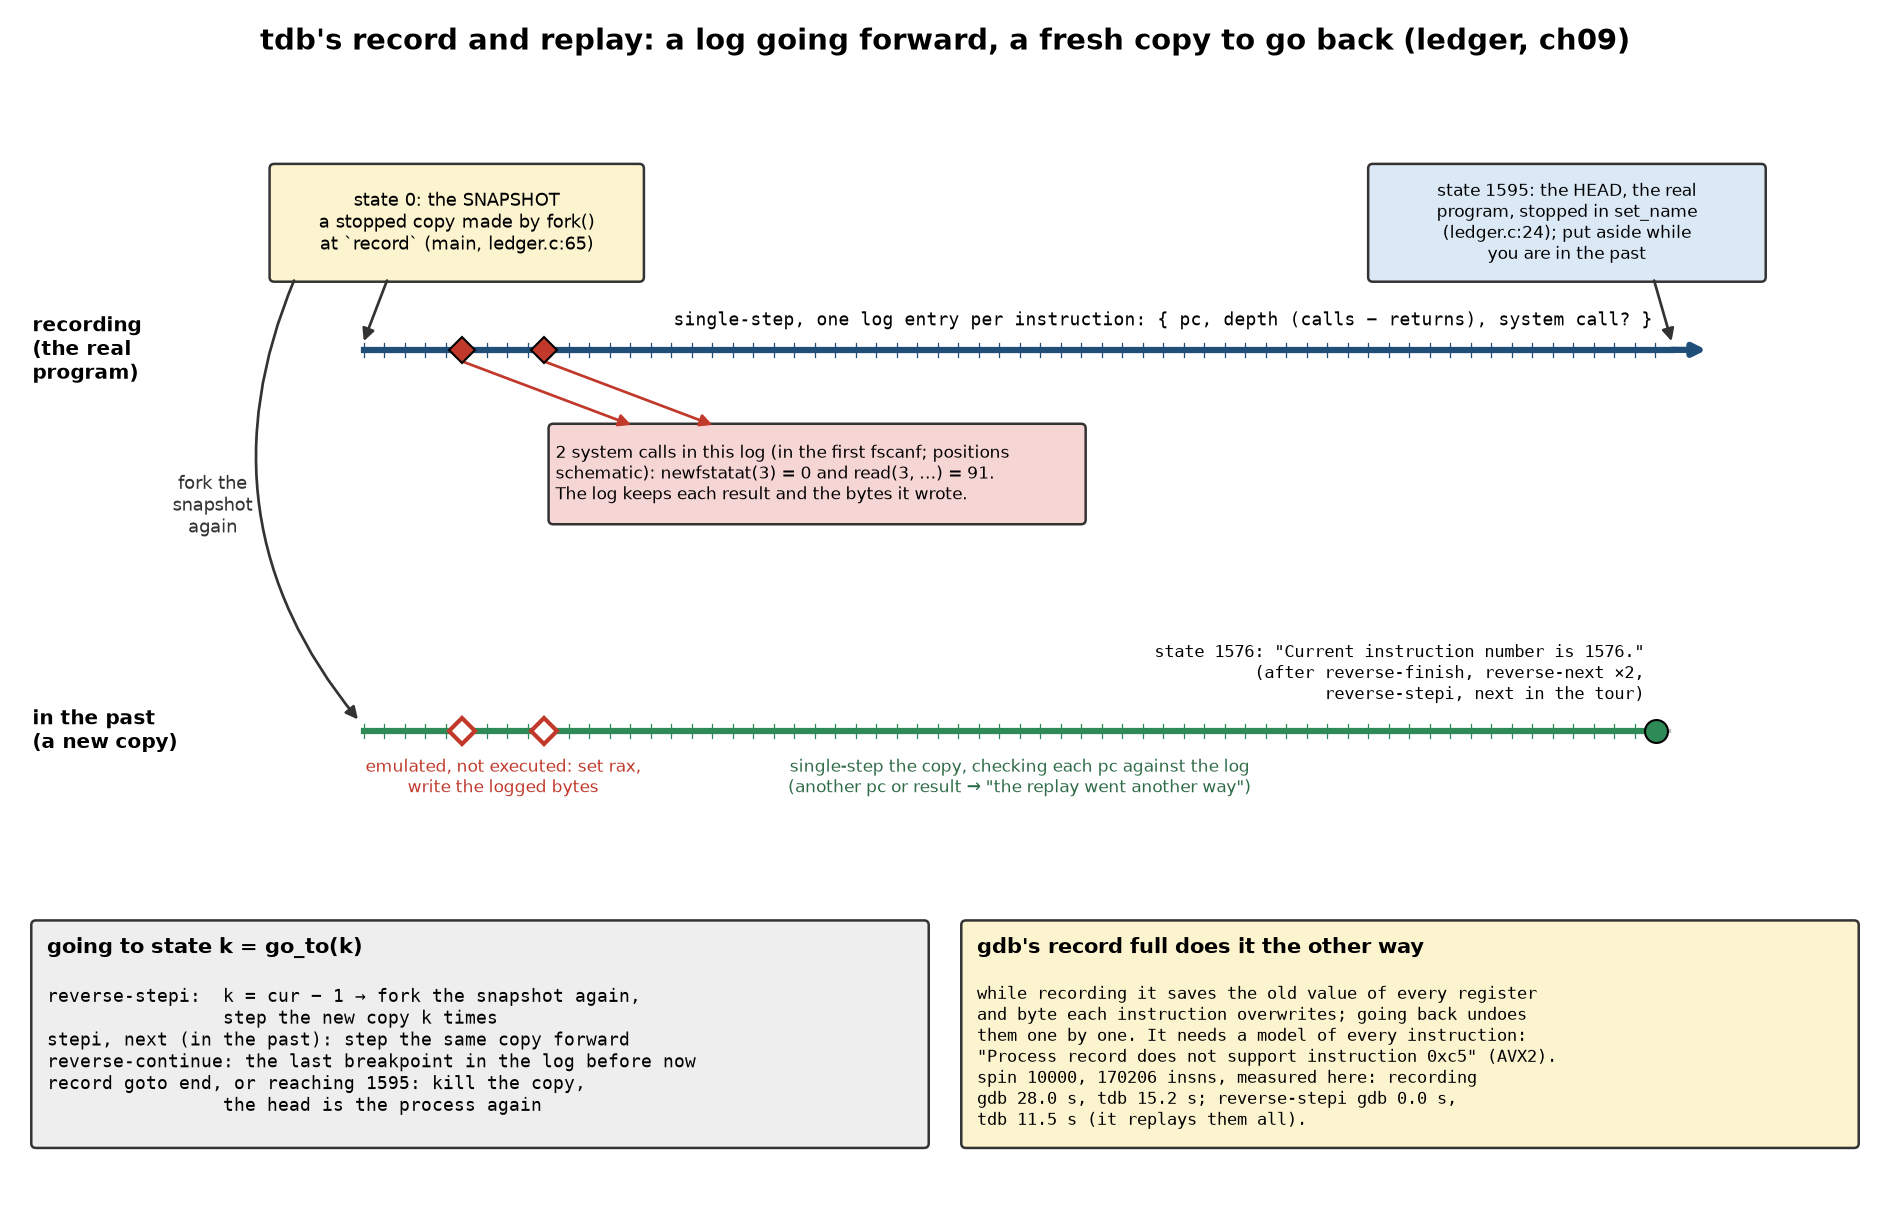 tdb's record and replay: a log going forward, a fresh copy to go back (ledger, ch09)
state 0: the SNAPSHOT
a stopped copy made by fork()
at `record` (main, ledger.c:65)
state 1595: the HEAD, the real
program, stopped in set_name
(ledger.c:24); put aside while
you are in the past
recording
(the real
program)
single-step, one log entry per instruction: { pc, depth (calls − returns), system call? }
2 system calls in this log (in the first fscanf; positions
schematic): newfstatat(3) = 0 and read(3, ...) = 91.
The log keeps each result and the bytes it wrote.
fork the
snapshot
again
state 1576: "Current instruction number is 1576."
(after reverse-finish, reverse-next ×2,
reverse-stepi, next in the tour)
in the past
(a new copy)
emulated, not executed: set rax,
write the logged bytes
single-step the copy, checking each pc against the log
(another pc or result → "the replay went another way")
going to state k = go_to(k)
reverse-stepi:  k = cur − 1 → fork the snapshot again,
step the new copy k times
stepi, next (in the past): step the same copy forward
reverse-continue: the last breakpoint in the log before now
record goto end, or reaching 1595: kill the copy,
the head is the process again
gdb's record full does it the other way
while recording it saves the old value of every register
and byte each instruction overwrites; going back undoes
them one by one. It needs a model of every instruction:
"Process record does not support instruction 0xc5" (AVX2).
spin 10000, 170206 insns, measured here: recording
gdb 28.0 s, tdb 15.2 s; reverse-stepi gdb 0.0 s,
tdb 11.5 s (it replays them all).